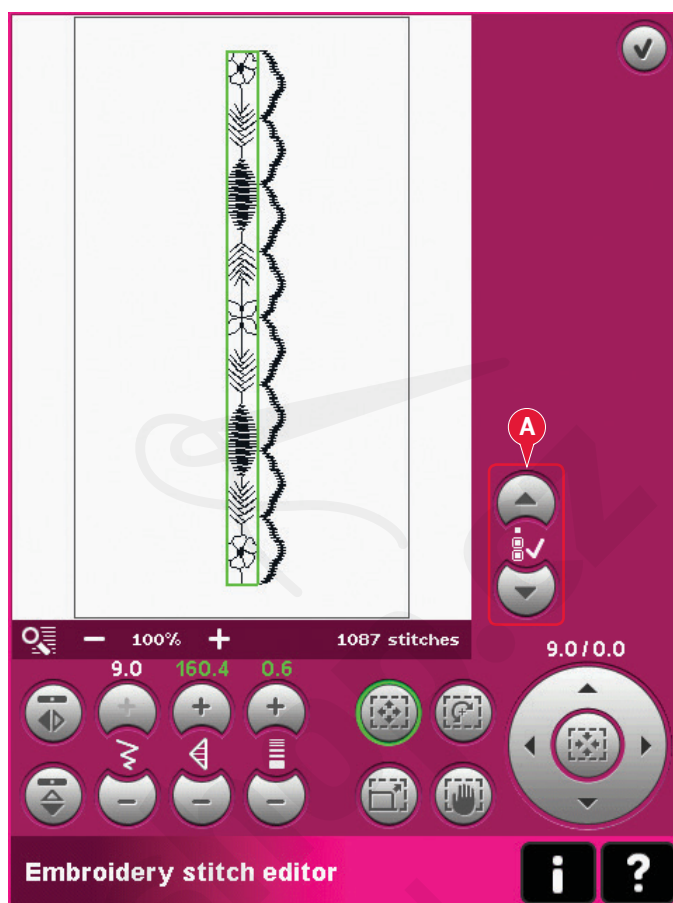 A
100%
1087 stitches
9.0/0.0
9.0 160.4 0.6
Embroidery stitch editor
i ?